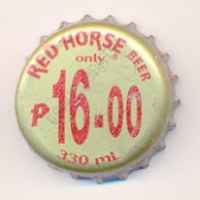 RED HORSE BEER
only
₱16.00
330 mL